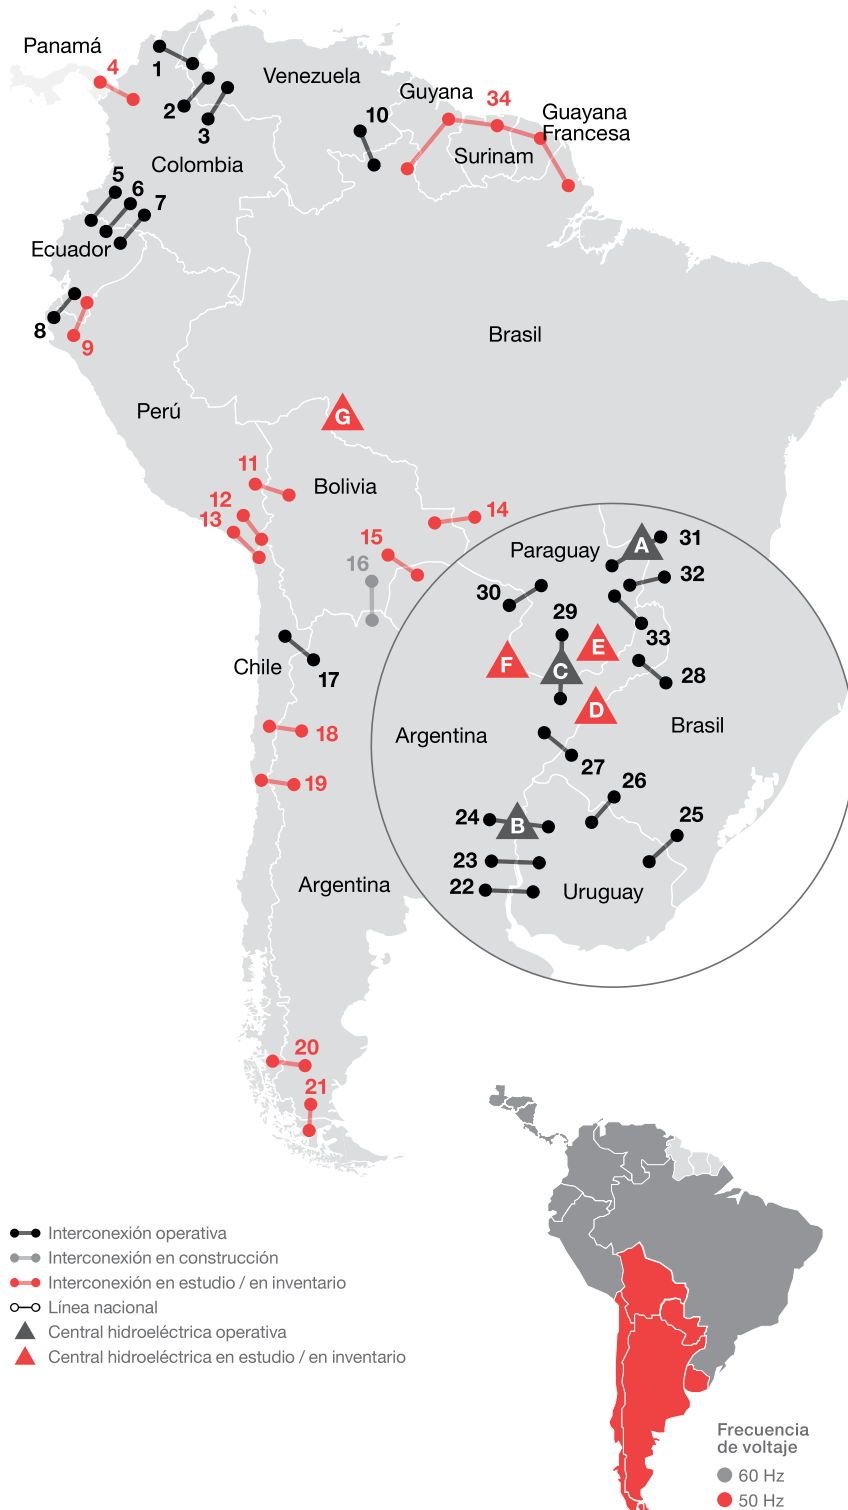 Panamá
4
1
Venezuela
2
3
10
Guyana
34
Guayana
Francesa
Surinam
Colombia
5
6
7
Ecuador
8
9
Brasil
Perú
G
11
Bolivia
12
13
14
15
16
Paraguay
A
31
32
30
29
33
E
F
C
28
D
Chile
17
18
19
Argentina
Brasil
27
26
24
B
25
23
22
Uruguay
Argentina
20
21
Interconexión operativa
Interconexión en construcción
Interconexión en estudio / en inventario
Línea nacional
Central hidroeléctrica operativa
Central hidroeléctrica en estudio / en inventario
Frecuencia
de voltaje
60 Hz
50 Hz